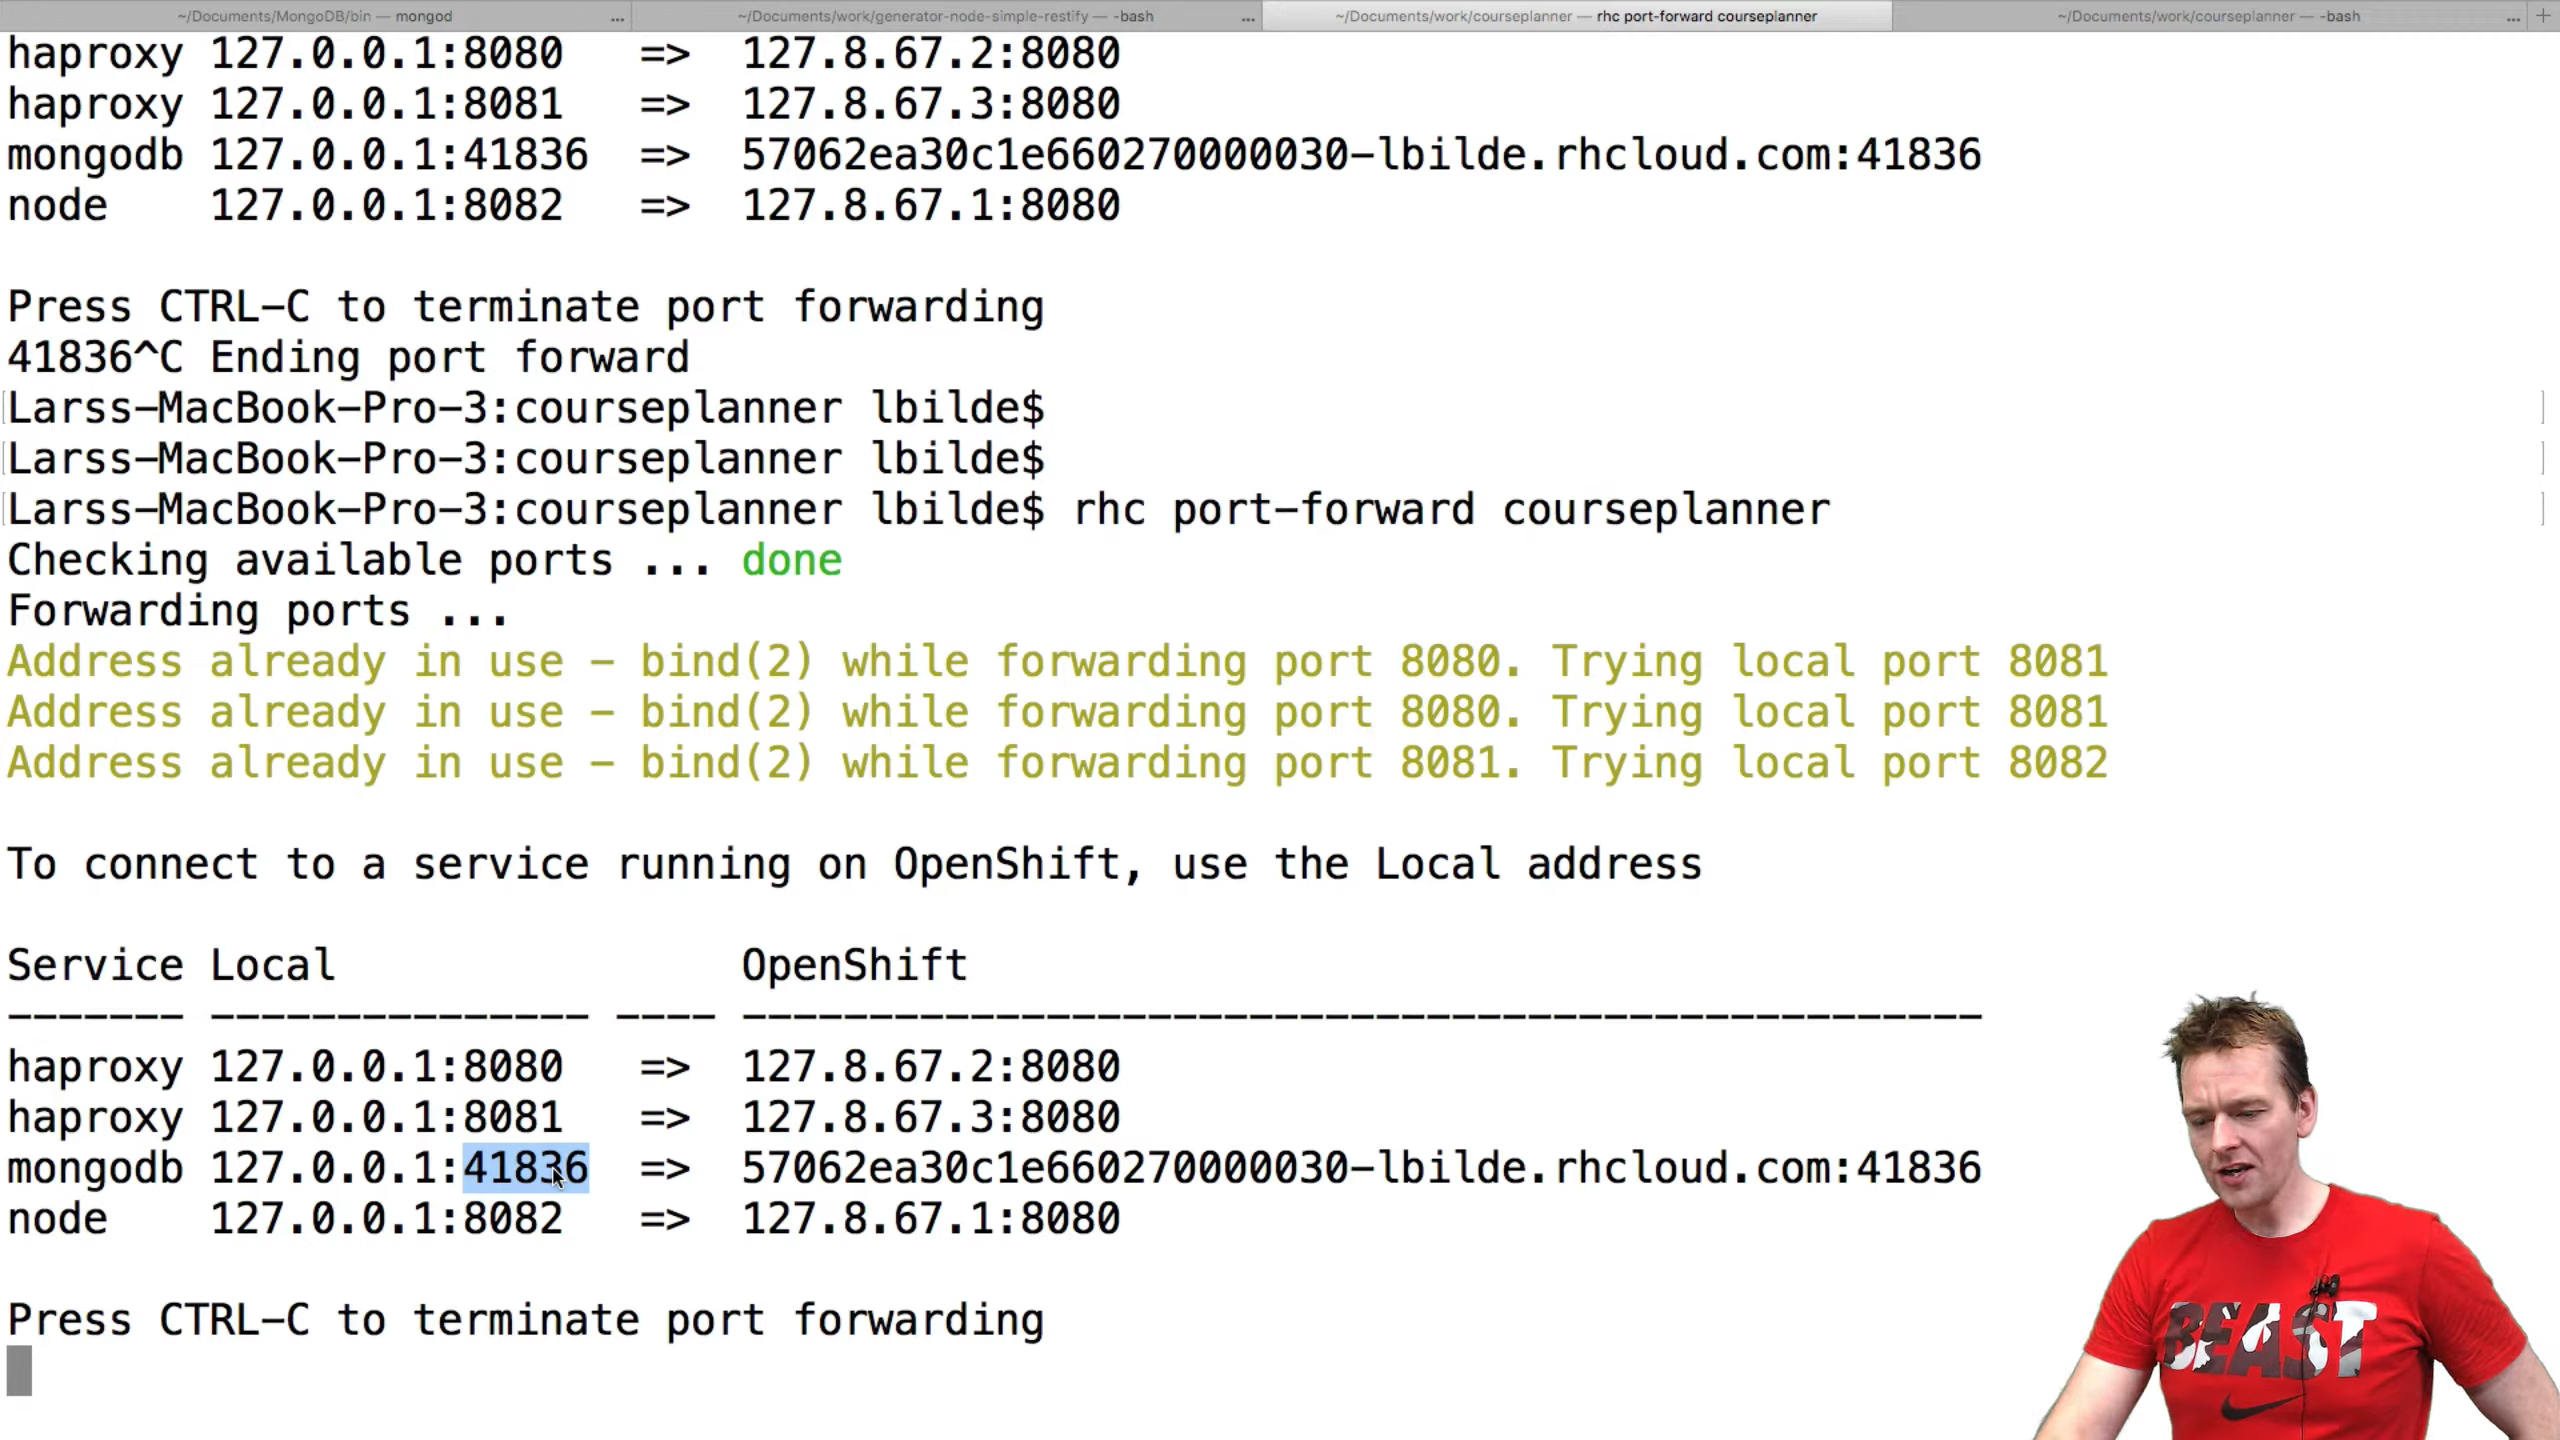 ~/Documents/MongoDB/bin — mongod ... ~/Documents/work/generator-node-simple-restify — -bash ... ~/Documents/work/courseplanner — rhc port-forward courseplanner ~/Documents/work/courseplanner — -bash ... +
haproxy 127.0.0.1:8080 => 127.8.67.2:8080
haproxy 127.0.0.1:8081 => 127.8.67.3:8080
mongodb 127.0.0.1:41836 => 57062ea30c1e660270000030-lbilde.rhcloud.com:41836
node 127.0.0.1:8082 => 127.8.67.1:8080
Press CTRL-C to terminate port forwarding
41836^C Ending port forward
[Larss-MacBook-Pro-3:courseplanner lbilde$ ]
[Larss-MacBook-Pro-3:courseplanner lbilde$ ]
[Larss-MacBook-Pro-3:courseplanner lbilde$ rhc port-forward courseplanner ]
Checking available ports ... done
Forwarding ports ...
Address already in use - bind(2) while forwarding port 8080. Trying local port 8081
Address already in use - bind(2) while forwarding port 8080. Trying local port 8081
Address already in use - bind(2) while forwarding port 8081. Trying local port 8082
To connect to a service running on OpenShift, use the Local address
Service Local OpenShift
------- --------------- ---- -------------------------------------------------
haproxy 127.0.0.1:8080 => 127.8.67.2:8080
haproxy 127.0.0.1:8081 => 127.8.67.3:8080
mongodb 127.0.0.1:41836 => 57062ea30c1e660270000030-lbilde.rhcloud.com:41836
node 127.0.0.1:8082 => 127.8.67.1:8080
Press CTRL-C to terminate port forwarding
BEAST